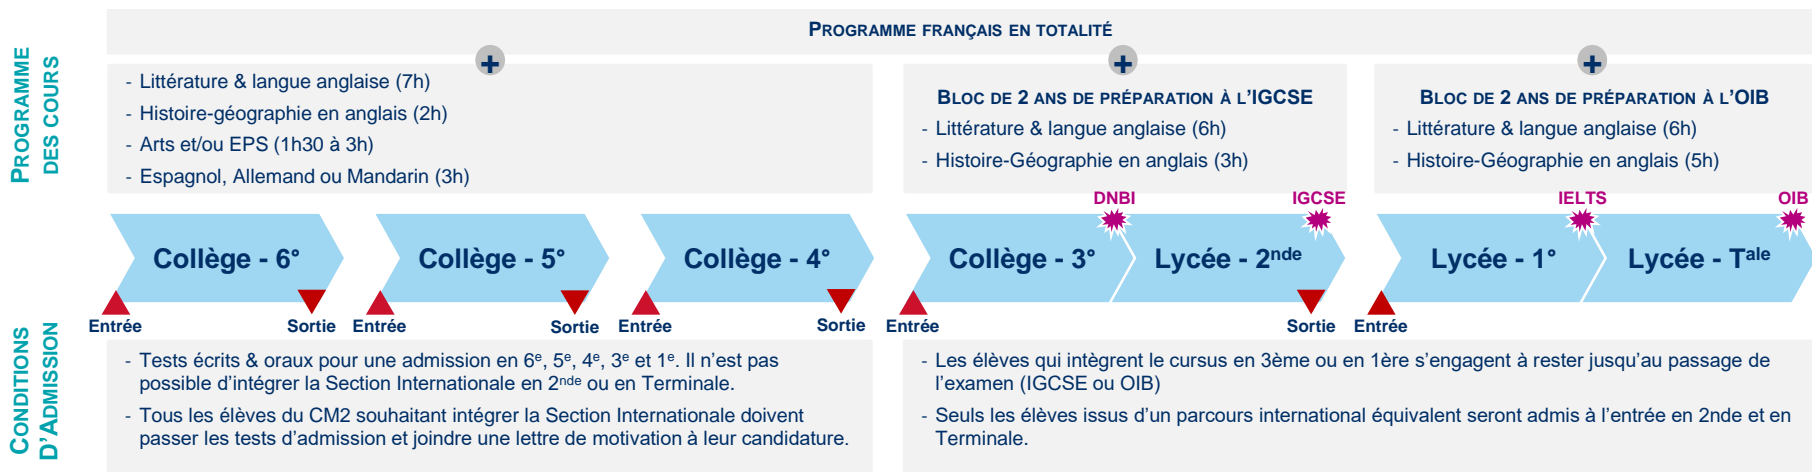 PROGRAMME
DES COURS
PROGRAMME FRANÇAIS EN TOTALITÉ
+
- Littérature & langue anglaise (7h)
- Histoire-géographie en anglais (2h)
- Arts et/ou EPS (1h30 à 3h)
- Espagnol, Allemand ou Mandarin (3h)
+
BLOC DE 2 ANS DE PRÉPARATION À L’IGCSE
- Littérature & langue anglaise (6h)
- Histoire-Géographie en anglais (3h)
+
BLOC DE 2 ANS DE PRÉPARATION À L’OIB
- Littérature & langue anglaise (6h)
- Histoire-Géographie en anglais (5h)
DNBI
IGCSE
IELTS
OIB
Collège - 6°
Collège - 5°
Collège - 4°
Collège - 3°
Lycée - 2nde
Lycée - 1°
Lycée - Tale
Entrée
Sortie
Entrée
Sortie
Entrée
Sortie
Entrée
Sortie
Entrée
CONDITIONS
D’ADMISSION
- Tests écrits & oraux pour une admission en 6e, 5e, 4e, 3e et 1e. Il n’est pas
possible d’intégrer la Section Internationale en 2nde ou en Terminale.
- Tous les élèves du CM2 souhaitant intégrer la Section Internationale doivent
passer les tests d’admission et joindre une lettre de motivation à leur candidature.
- Les élèves qui intègrent le cursus en 3ème ou en 1ère s’engagent à rester jusqu’au passage de
l’examen (IGCSE ou OIB)
- Seuls les élèves issus d’un parcours international équivalent seront admis à l’entrée en 2nde et en
Terminale.